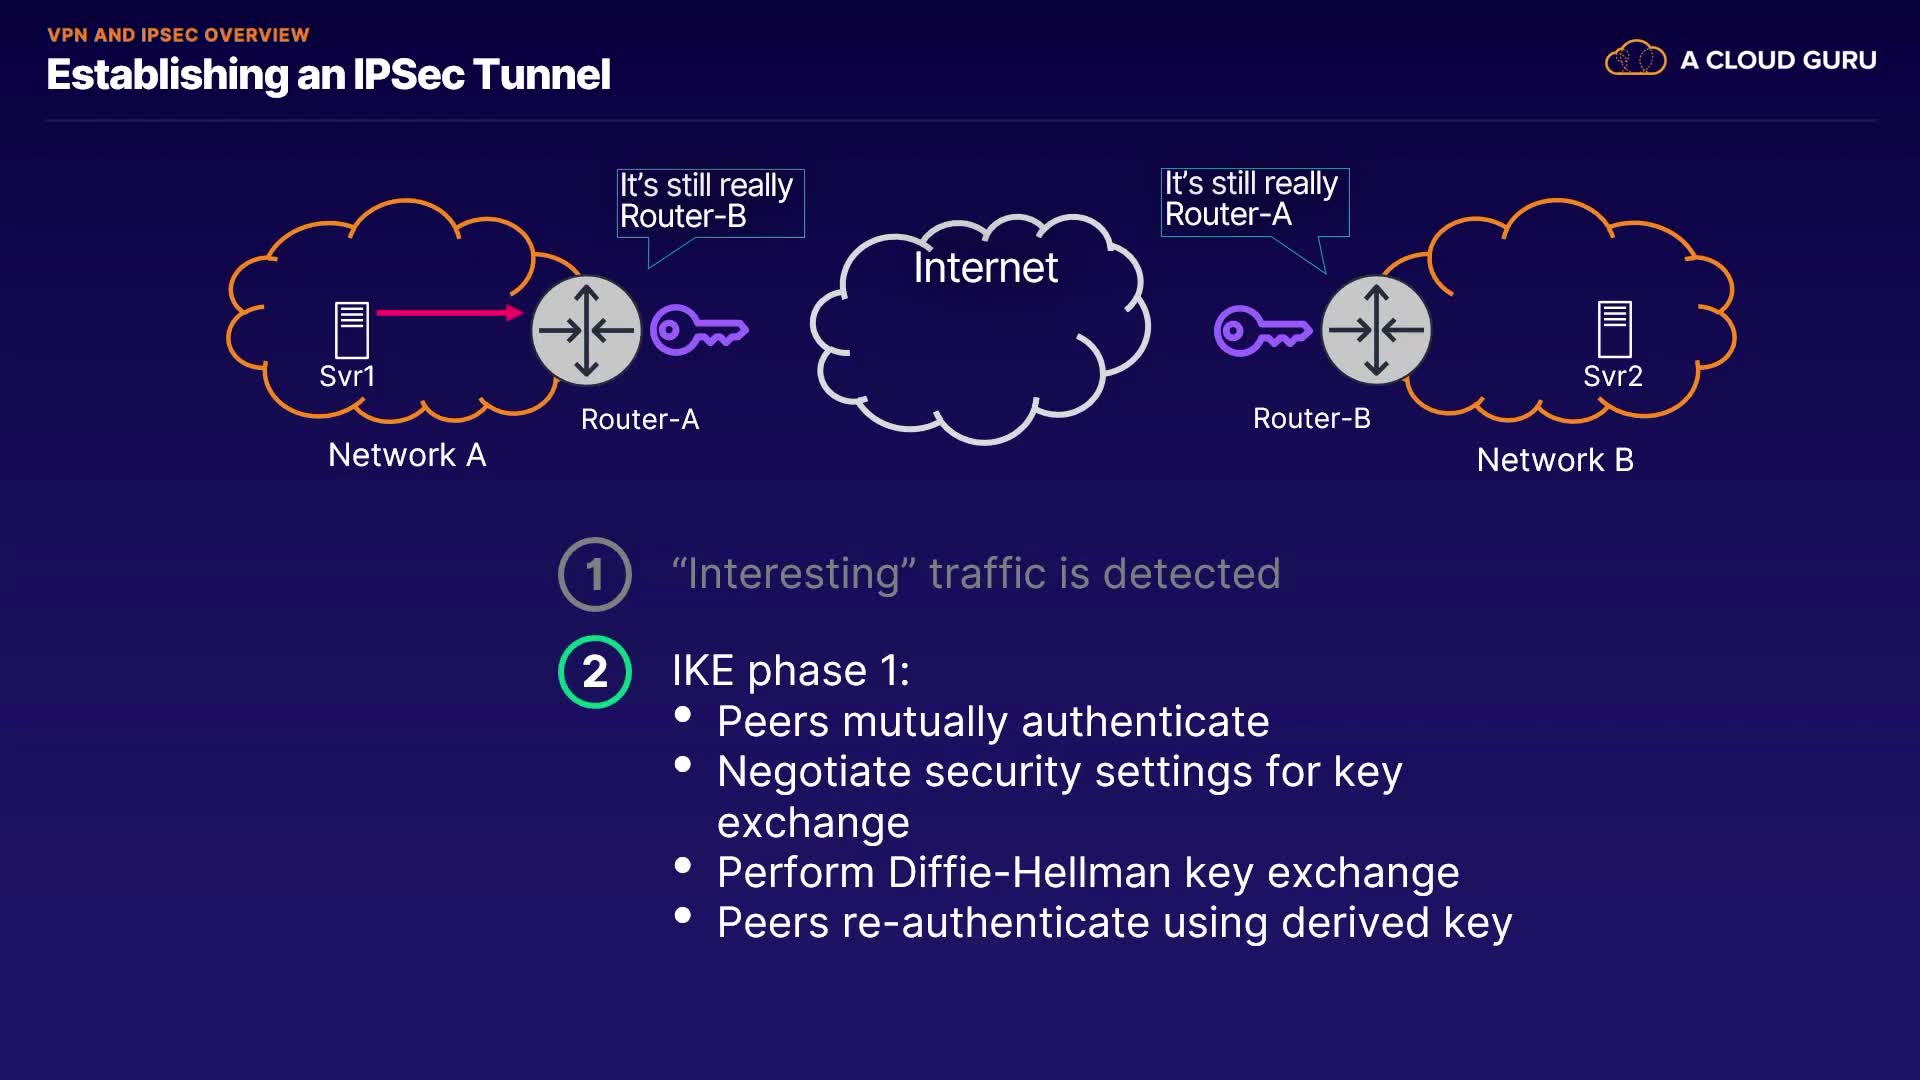 VPN AND IPSEC OVERVIEW
Establishing an IPSec Tunnel
A CLOUD GURU
It's still really
Router-B
It's still really
Router-A
Internet
Svr1
Svr2
Router-A
Router-B
Network A
Network B
1 “Interesting” traffic is detected
2 IKE phase 1:
• Peers mutually authenticate
• Negotiate security settings for key
exchange
• Perform Diffie-Hellman key exchange
• Peers re-authenticate using derived key